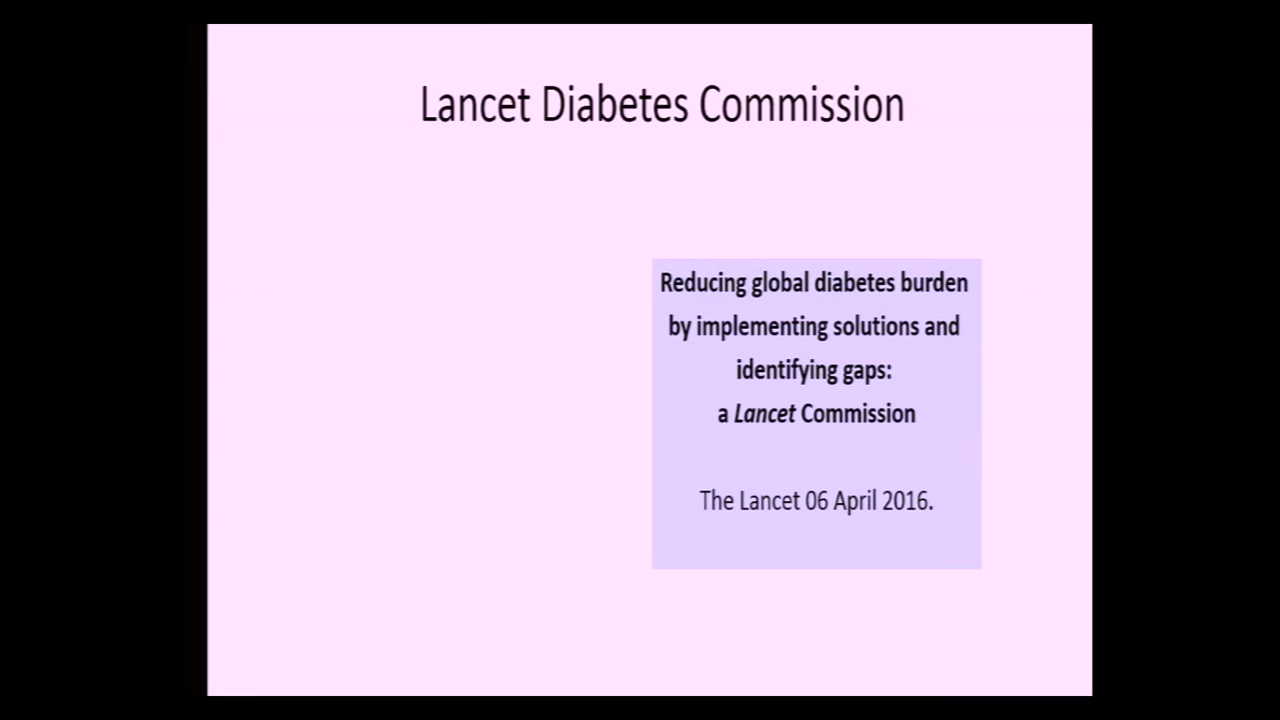 Lancet Diabetes Commission
Reducing global diabetes burden
by implementing solutions and
identifying gaps:
a Lancet Commission
The Lancet 06 April 2016.